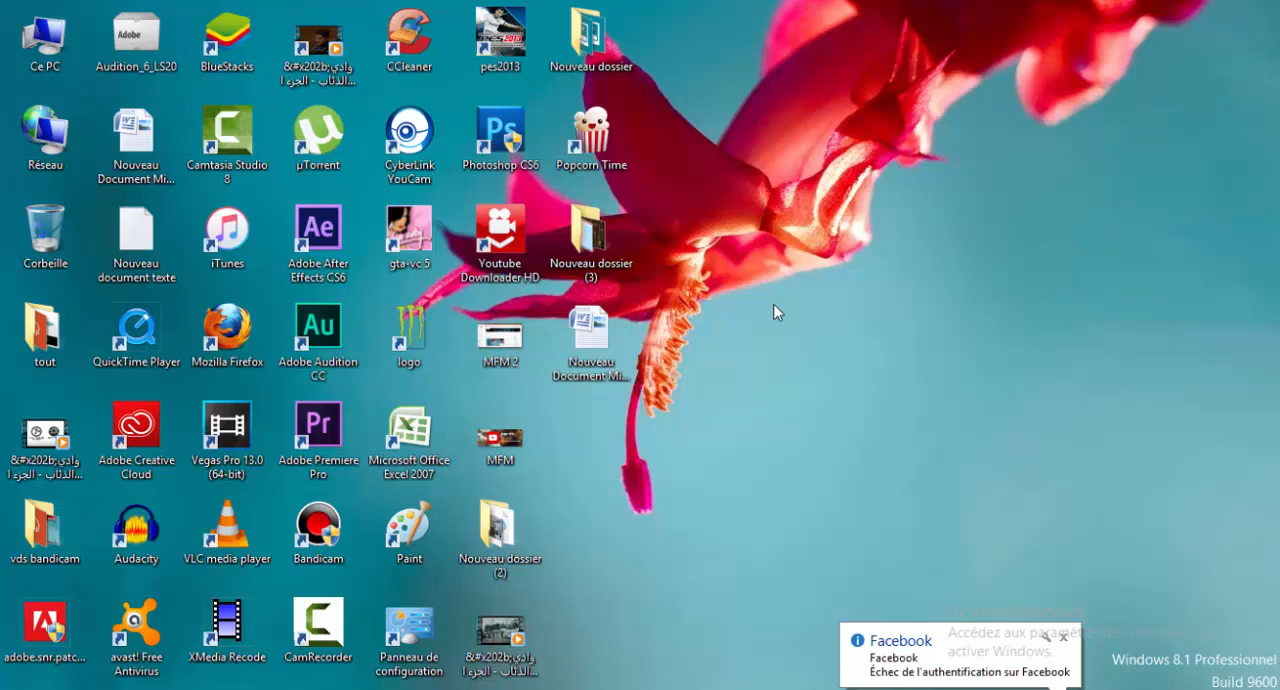 Ce PC
Audition_6_LS20
BlueStacks
&#x202b;وادي
الذئاب - الجزء ا...
CCleaner
pes2013
Nouveau dossier
Réseau
Nouveau
Document Mi...
Camtasia Studio
8
µTorrent
CyberLink
YouCam
Photoshop CS6
Popcorn Time
Corbeille
Nouveau
document texte
iTunes
Adobe After
Effects CS6
gta-vc 5
Youtube
Downloader HD
Nouveau dossier
(3)
tout
QuickTime Player
Mozilla Firefox
Adobe Audition
CC
logo
MFM 2
Nouveau
Document Mi...
&#x202b;وادي
الذئاب - الجزء ا...
Adobe Creative
Cloud
Vegas Pro 13.0
(64-bit)
Adobe Premiere
Pro
Microsoft Office
Excel 2007
MFM
vds bandicam
Audacity
VLC media player
Bandicam
Paint
Nouveau dossier
(2)
adobe.snr.patc...
avast! Free
Antivirus
XMedia Recode
CamRecorder
Panneau de
configuration
&#x202b;وادي
الذئاب - الجزء ا...
Facebook
Facebook
Échec de l'authentification sur Facebook
Accédez aux paramèt
activer Windows.
Windows 8.1 Professionnel
Build 9600